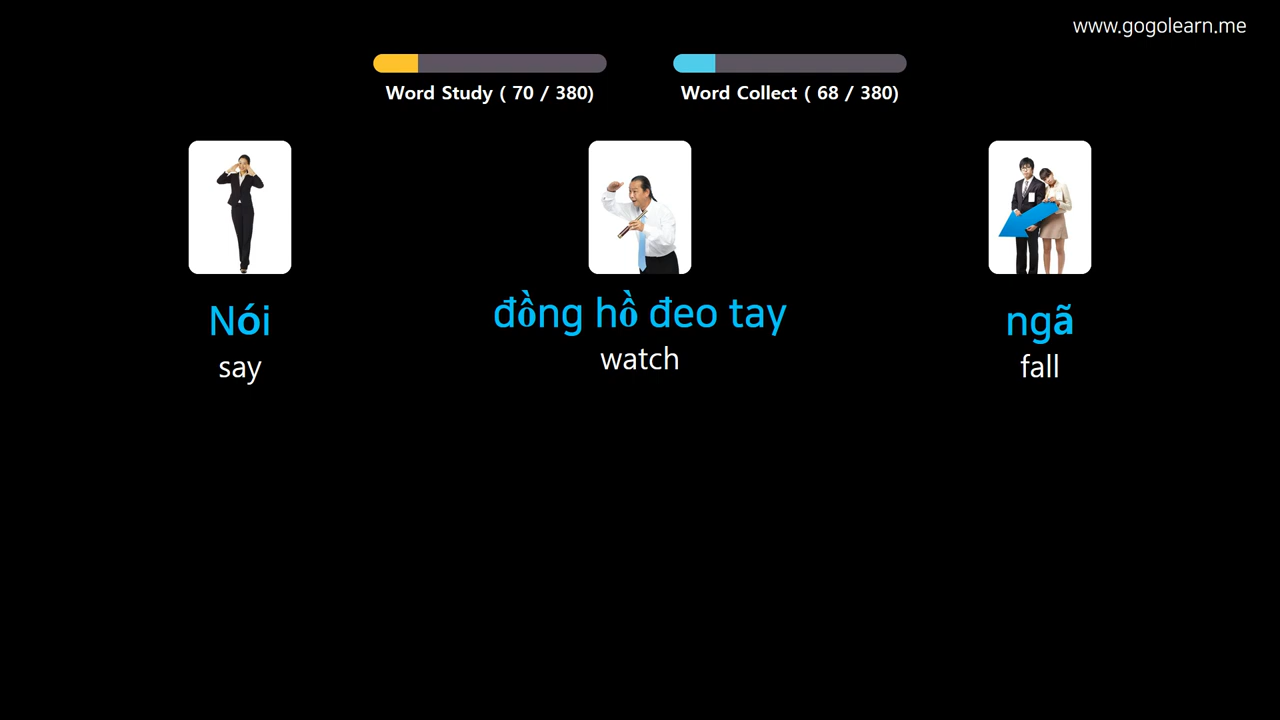 www.gogolearn.me
Word Study ( 70 / 380)
Word Collect ( 68 / 380)
Nói
say
đồng hồ đeo tay
watch
ngã
fall